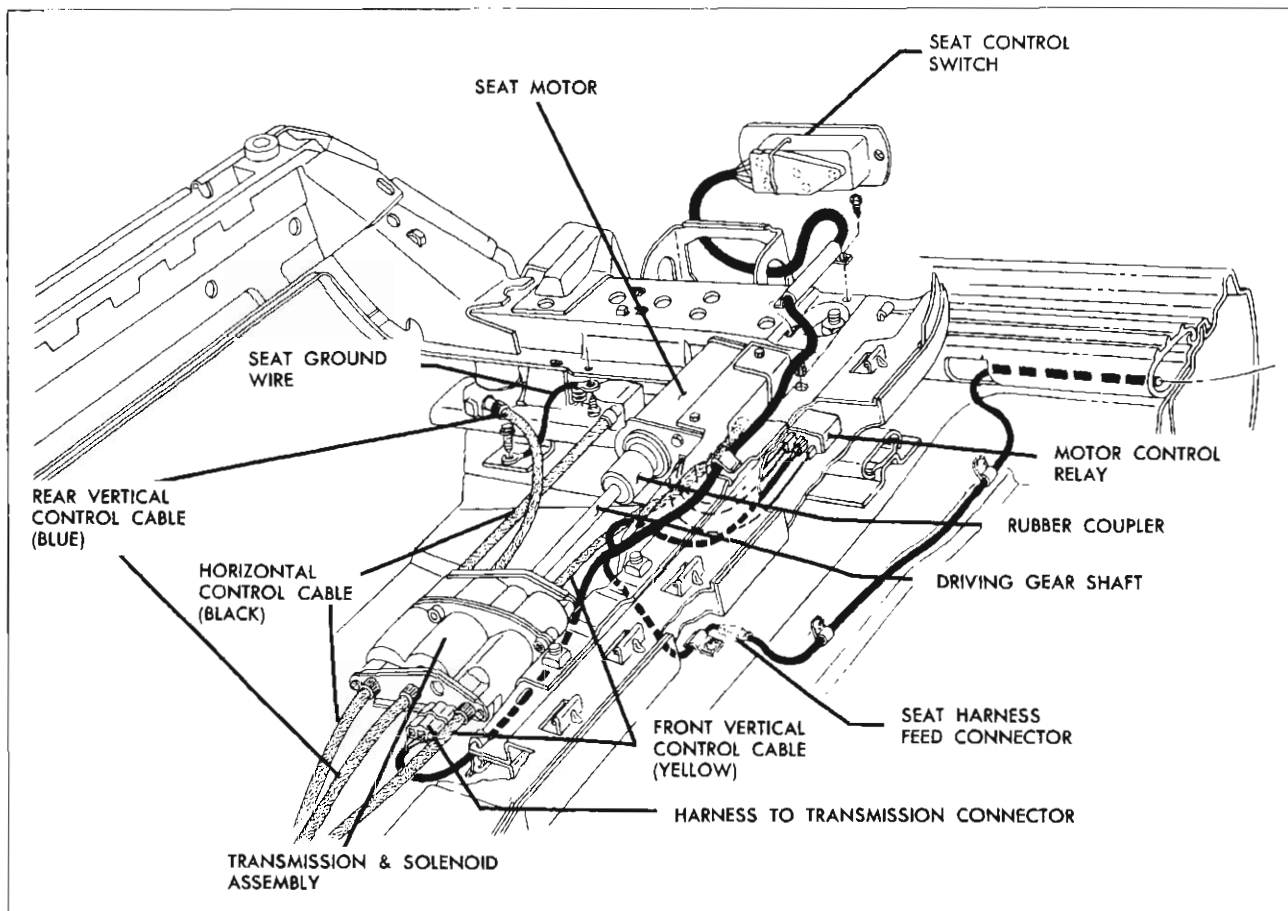 SEAT CONTROL
SWITCH
SEAT MOTOR
SEAT GROUND
WIRE
MOTOR CONTROL
RELAY
REAR VERTICAL
CONTROL CABLE
(BLUE)
RUBBER COUPLER
HORIZONTAL
CONTROL CABLE
(BLACK)
DRIVING GEAR SHAFT
SEAT HARNESS
FEED CONNECTOR
FRONT VERTICAL
CONTROL CABLE
(YELLOW)
HARNESS TO TRANSMISSION CONNECTOR
TRANSMISSION & SOLENOID
ASSEMBLY